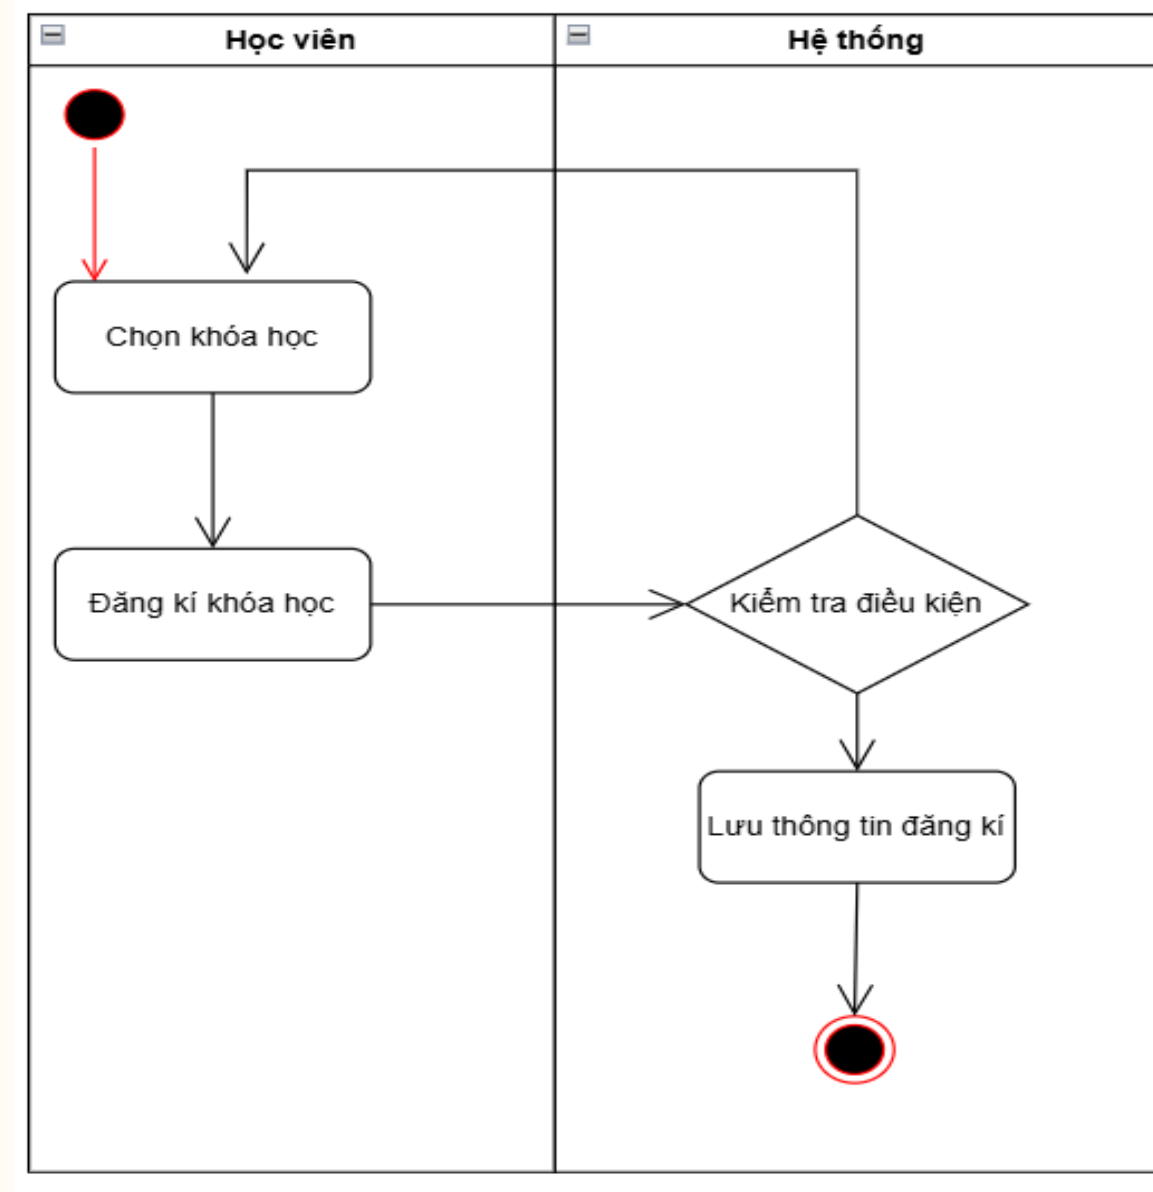 Học viên
Hệ thống
Chọn khóa học
Đăng kí khóa học
Kiểm tra điều kiện
Lưu thông tin đăng kí